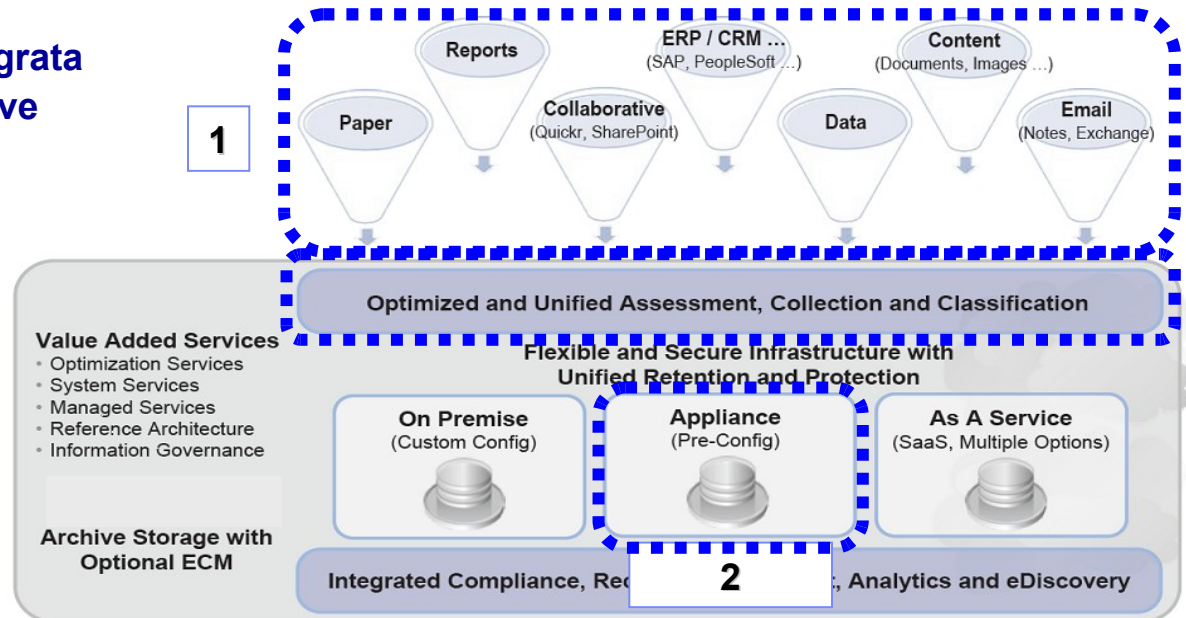 grata
ve
1
Reports
ERP / CRM ...
(SAP, PeopleSoft ...)
Content
(Documents, Images ...)
Paper
Collaborative
(Quickr, SharePoint)
Data
Email
(Notes, Exchange)
Optimized and Unified Assessment, Collection and Classification
Value Added Services
• Optimization Services
• System Services
• Managed Services
• Reference Architecture
• Information Governance
Flexible and Secure Infrastructure with
Unified Retention and Protection
On Premise
(Custom Config)
Appliance
(Pre-Config)
As A Service
(SaaS, Multiple Options)
Archive Storage with
Optional ECM
Integrated Compliance, , Analytics and eDiscovery
2